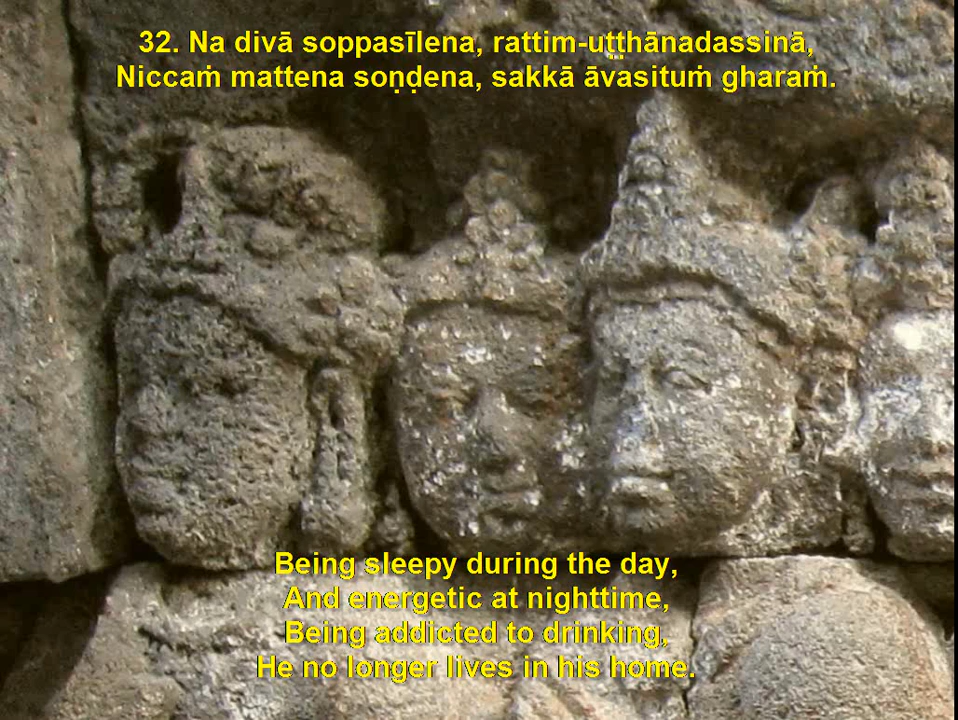 32. Na divā soppasīlena, rattim-uṭṭhānadassinā,
Niccaṁ mattena soṇḍena, sakkā āvasituṁ gharaṁ.
Being sleepy during the day,
And energetic at nighttime,
Being addicted to drinking,
He no longer lives in his home.